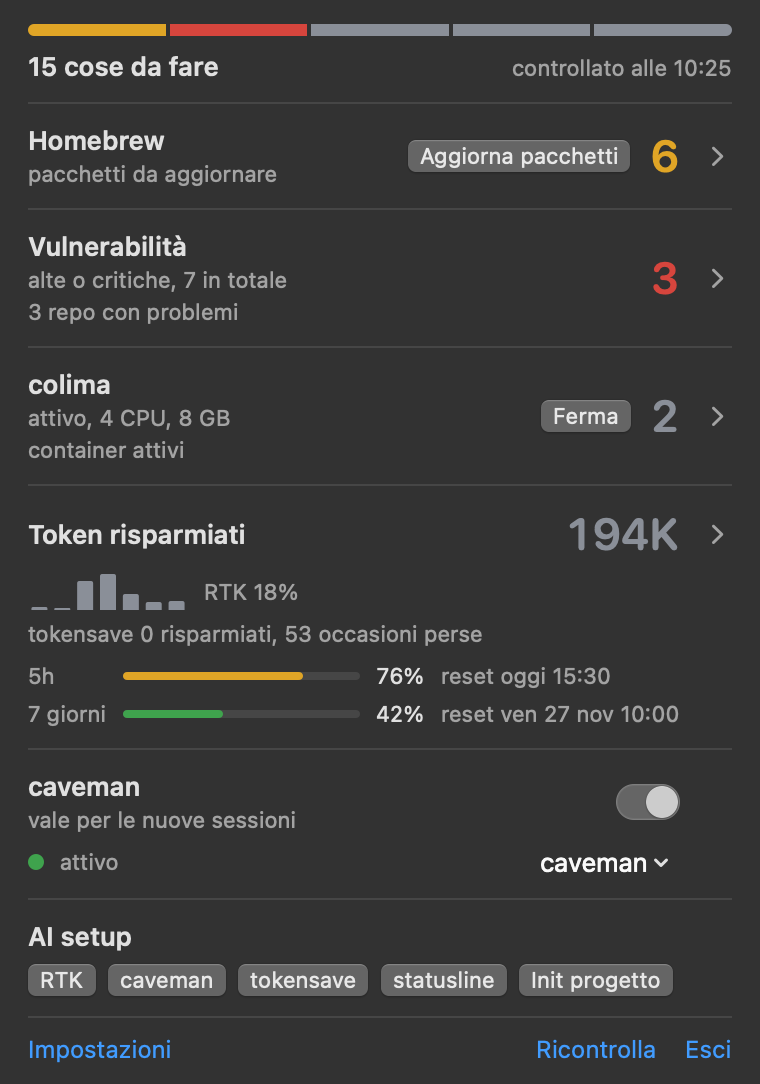 15 cose da fare
controllato alle 10:25
Homebrew
pacchetti da aggiornare
Aggiorna pacchetti
6
Vulnerabilità
alte o critiche, 7 in totale
3 repo con problemi
3
colima
attivo, 4 CPU, 8 GB
container attivi
Ferma
2
Token risparmiati
194K
RTK 18%
tokensave 0 risparmiati, 53 occasioni perse
5h 76% reset oggi 15:30
7 giorni 42% reset ven 27 nov 10:00
caveman
vale per le nuove sessioni
attivo
caveman
AI setup
RTK caveman tokensave statusline Init progetto
Impostazioni Ricontrolla Esci